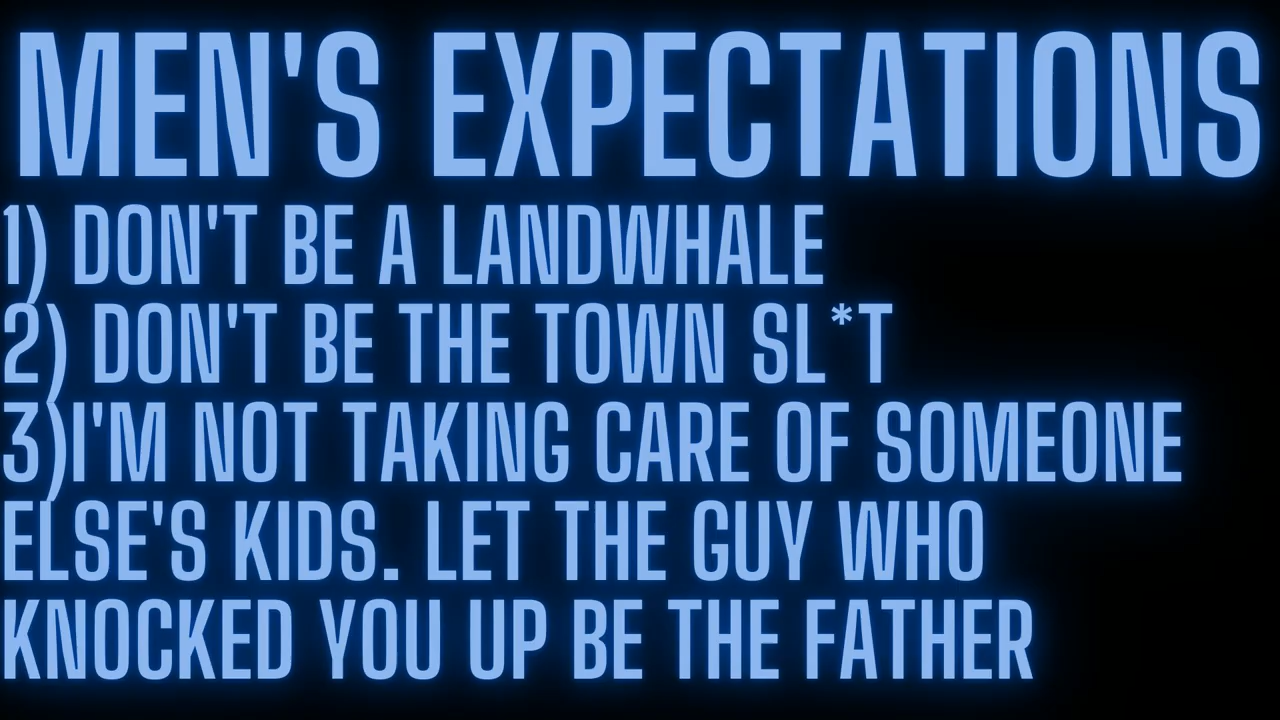 MEN'S EXPECTATIONS
1) DON'T BE A LANDWHALE
2) DON'T BE THE TOWN SL*T
3)I'M NOT TAKING CARE OF SOMEONE
ELSE'S KIDS. LET THE GUY WHO
KNOCKED YOU UP BE THE FATHER